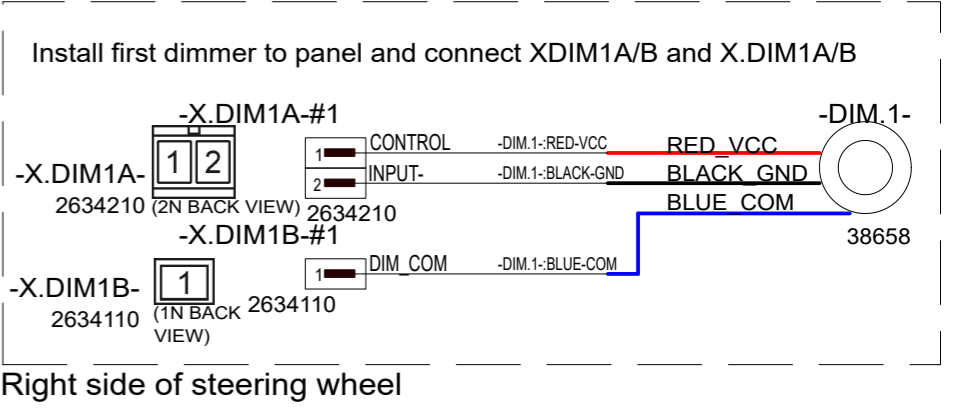 Install first dimmer to panel and connect XDIM1A/B and X.DIM1A/B
-X.DIM1A-#1
-DIM.1-
1 2
1 CONTROL -DIM.1-:RED-VCC RED_VCC
-X.DIM1A-
2 INPUT- -DIM.1-:BLACK-GND BLACK_GND
2634210 (2N BACK VIEW) 2634210
BLUE_COM
-X.DIM1B-#1
38658
1 DIM_COM -DIM.1-:BLUE-COM
-X.DIM1B-
1
2634110
(1N BACK
VIEW)
2634110
Right side of steering wheel